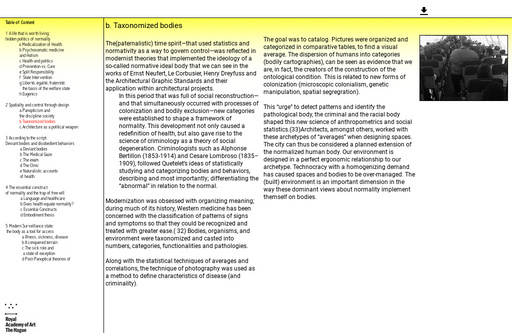 Table of Content
1 A life that is worth living:
hidden politics of normality
a Medicalization of Health
b Psychosomatic medicine
and Fatism
c Health and politics
d Prevention vs. Cure
e Split Responsibility
f State intervention
g Liberté, égalité, fraternité
the basis of the welfare state
h Eugenics
2 Spatiality and control through design
a Panopticism and
the discipline society
b Taxonomized bodies
c Architecture as a political weapon
3 According to the script:
Deviant bodies and disobedient behaviors
a Deviant bodies
b The Medical Gaze
c The exam
d The Clinic
e Naturalistic accounts
of health
4 The essential construct
of normality and the trap of free will
a Language and healthcare
b Does health equate normality?
c Essential Constructs
d Embodiment thesis
5 Modern Surveillance state:
the body as a tool for access
a Illness, sickness, disease
b A conquered terrain
c The sick role and
a state of exception
d Post-Panoptical theories of
Royal
Academy of Art
The Hague
b. Taxonomized bodies
The(paternalistic) time spirit—that used statistics and
normativity as a way to govern control—was reflected in
modernist theories that implemented the ideology of a
so-called normative ideal body that we can see in the
works of Ernst Neufert, Le Corbusier, Henry Dreyfuss and
the Architectural Graphic Standards and their
application within architectural projects.
In this period that was full of social reconstruction—
and that simultaneously occurred with processes of
colonization and bodily exclusion—new categories
were established to shape a framework of
normality. This development not only caused a
redefinition of health, but also gave rise to the
science of criminology as a theory of social
degeneration. Criminologists such as Alphonse
Bertillon (1853-1914) and Cesare Lombroso (1835–
1909), followed Quetelet's ideas of statistically
studying and categorizing bodies and behaviors,
describing and most importantly; differentiating the
"abnormal" in relation to the normal.
Modernization was obsessed with organizing meaning;
during much of its history, Western medicine has been
concerned with the classification of patterns of signs
and symptoms so that they could be recognized and
treated with greater ease.( 32) Bodies, organisms, and
environment were taxonomized and casted into
numbers, categories, functionalities and pathologies.
Along with the statistical techniques of averages and
correlations, the technique of photography was used as
a method to define characteristics of disease (and
criminality).
The goal was to catalog. Pictures were organized and
categorized in comparative tables, to find a visual
average. The dispersion of humans into categories
(bodily cartographies), can be seen as evidence that we
are, in fact, the creators of the construction of the
ontological condition. This is related to new forms of
colonization (microscopic colonialism, genetic
manipulation, spatial segregation).
This "urge" to detect patterns and identify the
pathological body, the criminal and the racial body
shaped this new science of anthropometrics and social
statistics.(33)Architects, amongst others, worked with
these archetypes of "averages" when designing spaces.
The city can thus be considered a planned extension of
the normalized human body. Our environment is
designed in a perfect ergonomic relationship to our
archetype. Technocracy with a homogenizing demand
has caused spaces and bodies to be over-managed. The
(built) environment is an important dimension in the
way these dominant views about normality implement
themself on bodies.